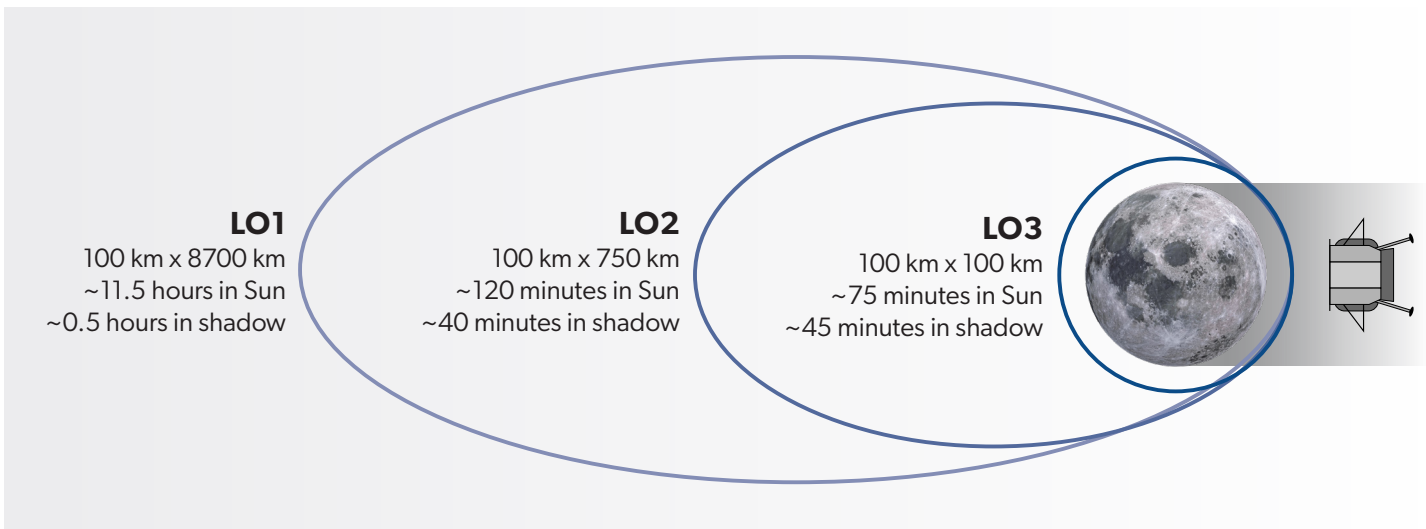 LO1
100 km x 8700 km
~11.5 hours in Sun
~0.5 hours in shadow
LO2
100 km x 750 km
~120 minutes in Sun
~40 minutes in shadow
LO3
100 km x 100 km
~75 minutes in Sun
~45 minutes in shadow